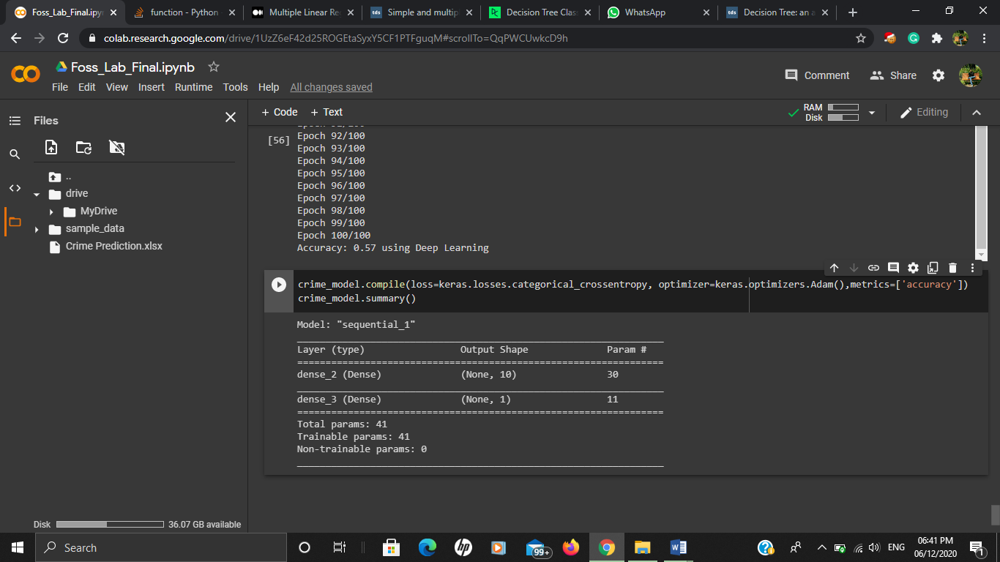 Foss_Lab_Final.ipyn
function - Python
Multiple Linear Re
Simple and multip
Decision Tree Clas
WhatsApp
Decision Tree: an a
colab.research.google.com/drive/1UzZ6eF42d25ROGEtaSyxY5CF1PTFguqM#scrollTo=QqPWCUwkcD9h
Foss_Lab_Final.ipynb
File Edit View Insert Runtime Tools Help All changes saved
Comment
Share
Files
+ Code + Text
RAM
Disk
Editing
..
drive
MyDrive
sample_data
Crime Prediction.xlsx
Disk 36.07 GB available
[56]
Epoch 92/100
Epoch 93/100
Epoch 94/100
Epoch 95/100
Epoch 96/100
Epoch 97/100
Epoch 98/100
Epoch 99/100
Epoch 100/100
Accuracy: 0.57 using Deep Learning
crime_model.compile(loss=keras.losses.categorical_crossentropy, optimizer=keras.optimizers.Adam(),metrics=['accuracy'])
crime_model.summary()
Model: "sequential_1"
Layer (type) Output Shape Param #
=================================================================
dense_2 (Dense) (None, 10) 30
dense_3 (Dense) (None, 1) 11
=================================================================
Total params: 41
Trainable params: 41
Non-trainable params: 0
Search
99+
ENG
06:41 PM
06/12/2020
1